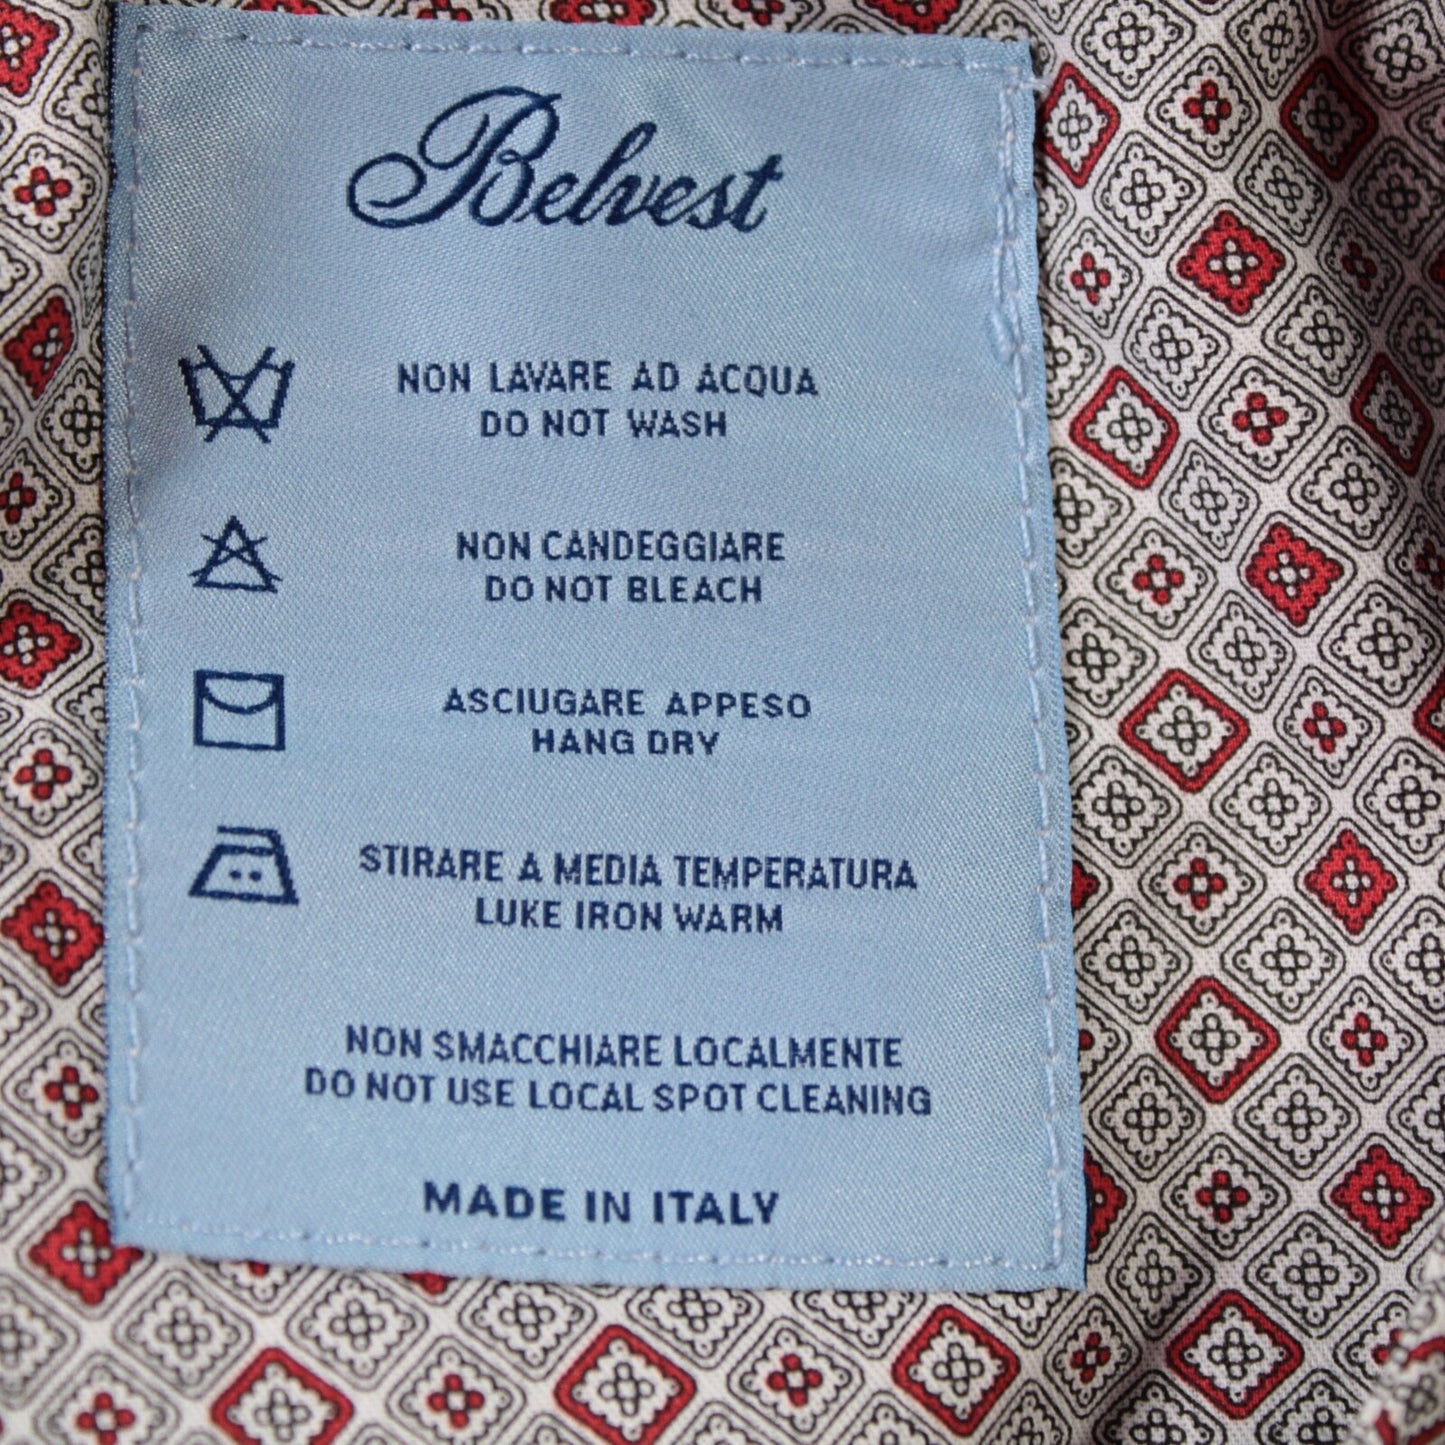 Belvest
NON LAVARE AD ACQUA
DO NOT WASH
NON CANDEGGIARE
DO NOT BLEACH
ASCIUGARE APPESO
HANG DRY
STIRARE A MEDIA TEMPERATURA
LUKE IRON WARM
NON SMACCHIARE LOCALMENTE
DO NOT USE LOCAL SPOT CLEANING
MADE IN ITALY